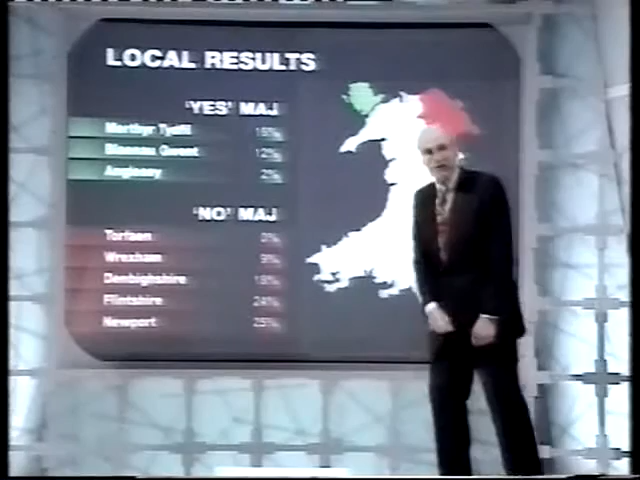 LOCAL RESULTS
'YES' MAJ
Merthyr Tydfil 16%
Blaenau Gwent 12%
Anglesey 2%
'NO' MAJ
Torfaen 0%
Wrexham 9%
Denbighshire 18%
Flintshire 24%
Newport 25%